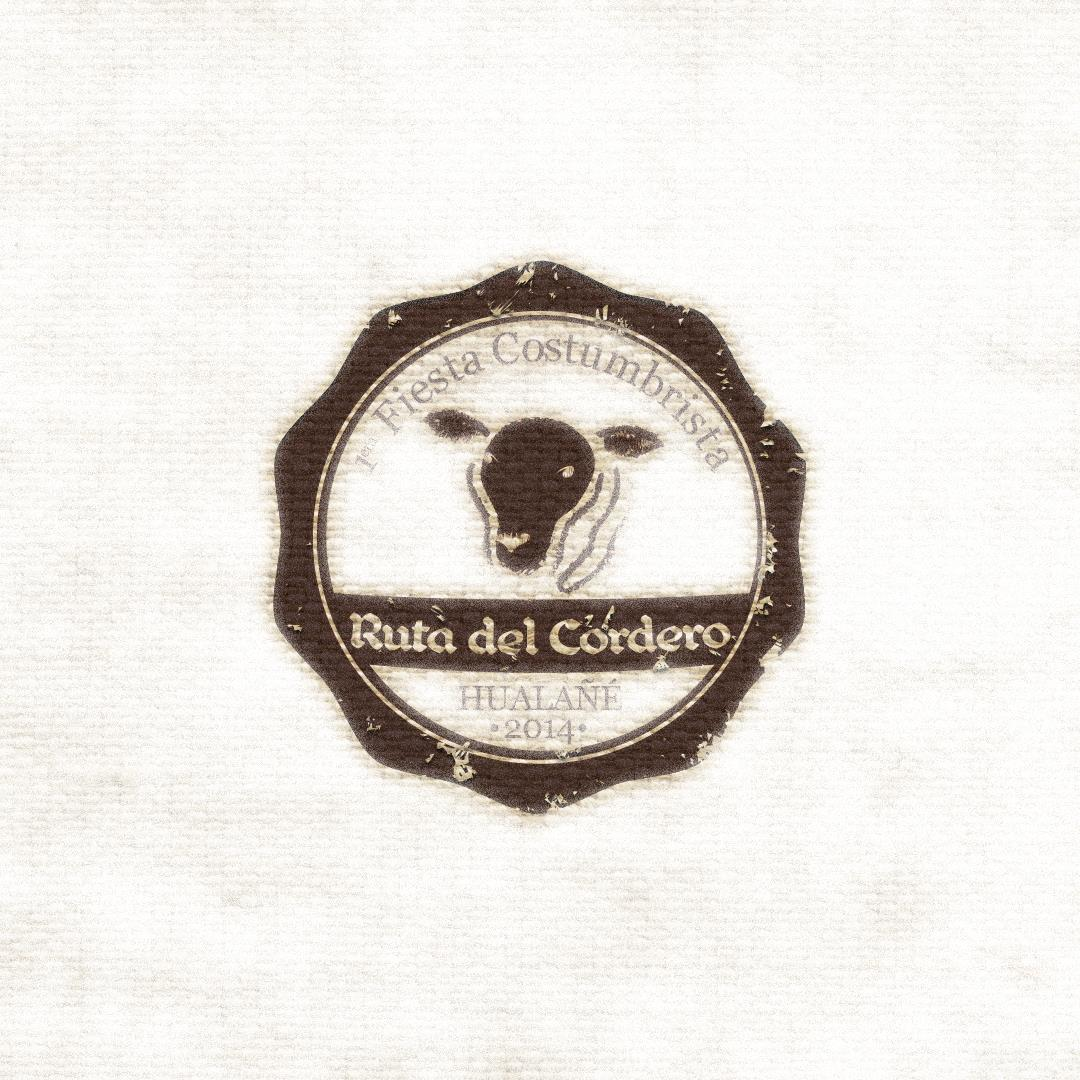 1era Fiesta Costumbrista
Ruta del Cordero
HUALAÑÉ
•2014•